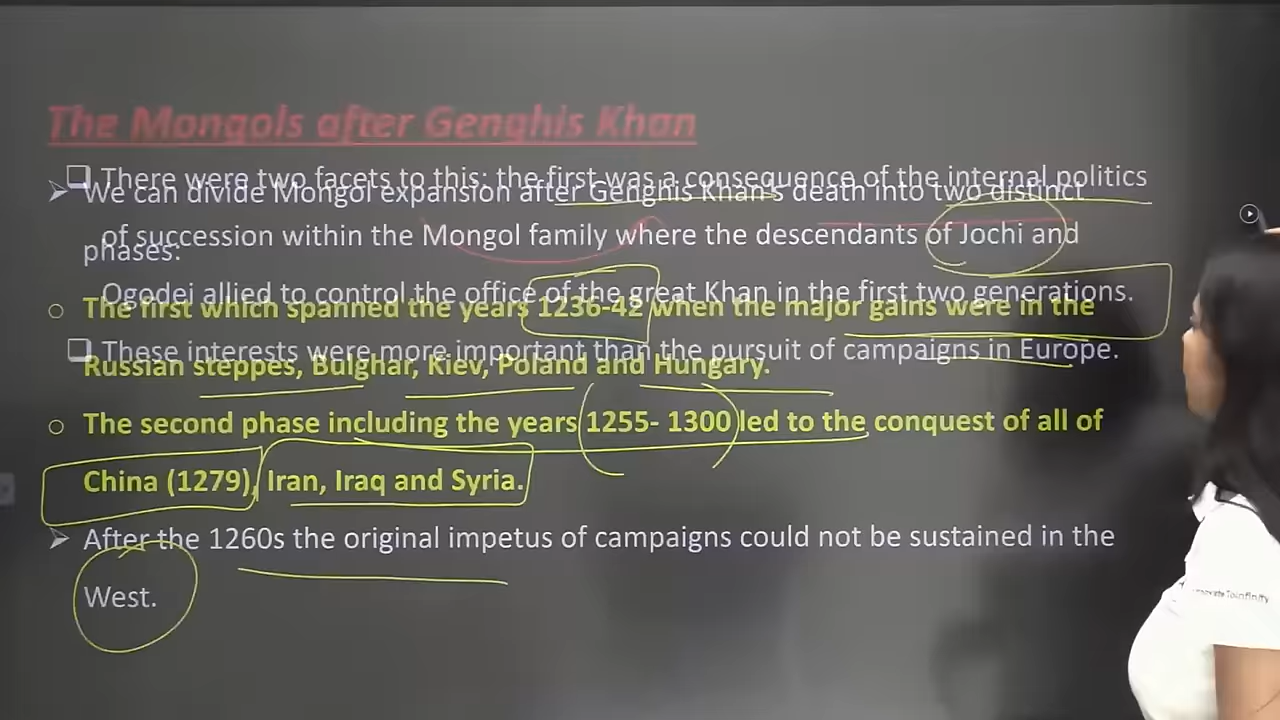 The Mongols after Genghis Khan
❑ There were two facets to this: the first was a consequence of the internal politics
➢ We can divide Mongol expansion after Genghis Khan's death into two distinct
of succession within the Mongol family where the descendants of Jochi and
phases:
Ogodei allied to control the office of the great Khan in the first two generations.
o The first which spanned the years 1236-42 when the major gains were in the
❑ These interests were more important than the pursuit of campaigns in Europe.
Russian steppes, Bulghar, Kiev, Poland and Hungary.
o The second phase including the years 1255- 1300 led to the conquest of all of
China (1279), Iran, Iraq and Syria.
➢ After the 1260s the original impetus of campaigns could not be sustained in the
West.